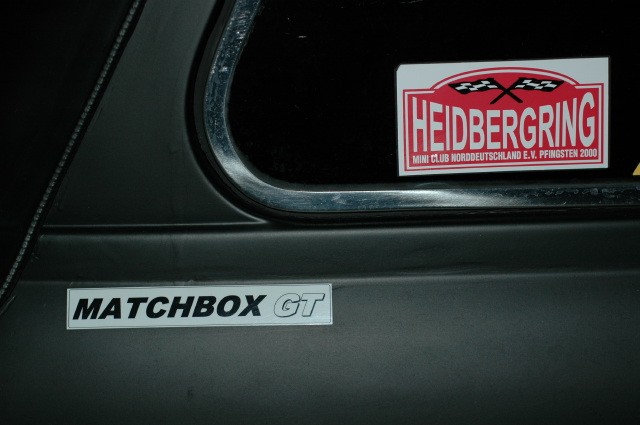 HEIDBERGRING
MINI CLUB NORDDEUTSCHLAND E.V. PFINGSTEN 2000
MATCHBOX GT